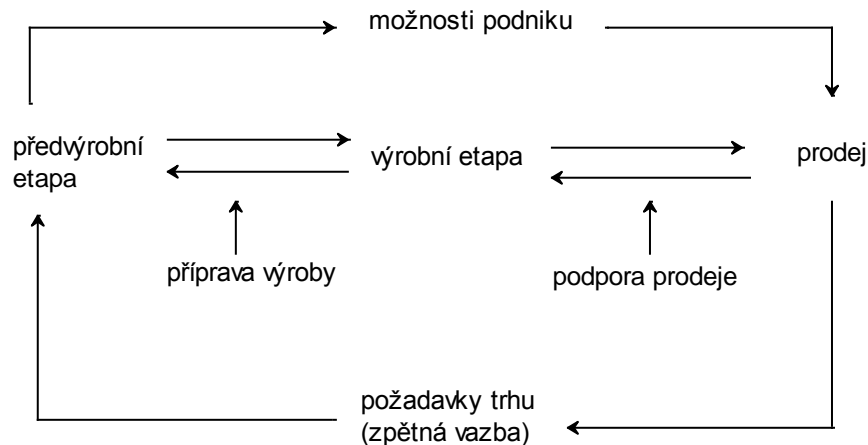 možnosti podniku
předvýrobní
etapa
výrobní etapa
prodej
příprava výroby
podpora prodeje
požadavky trhu
(zpětná vazba)